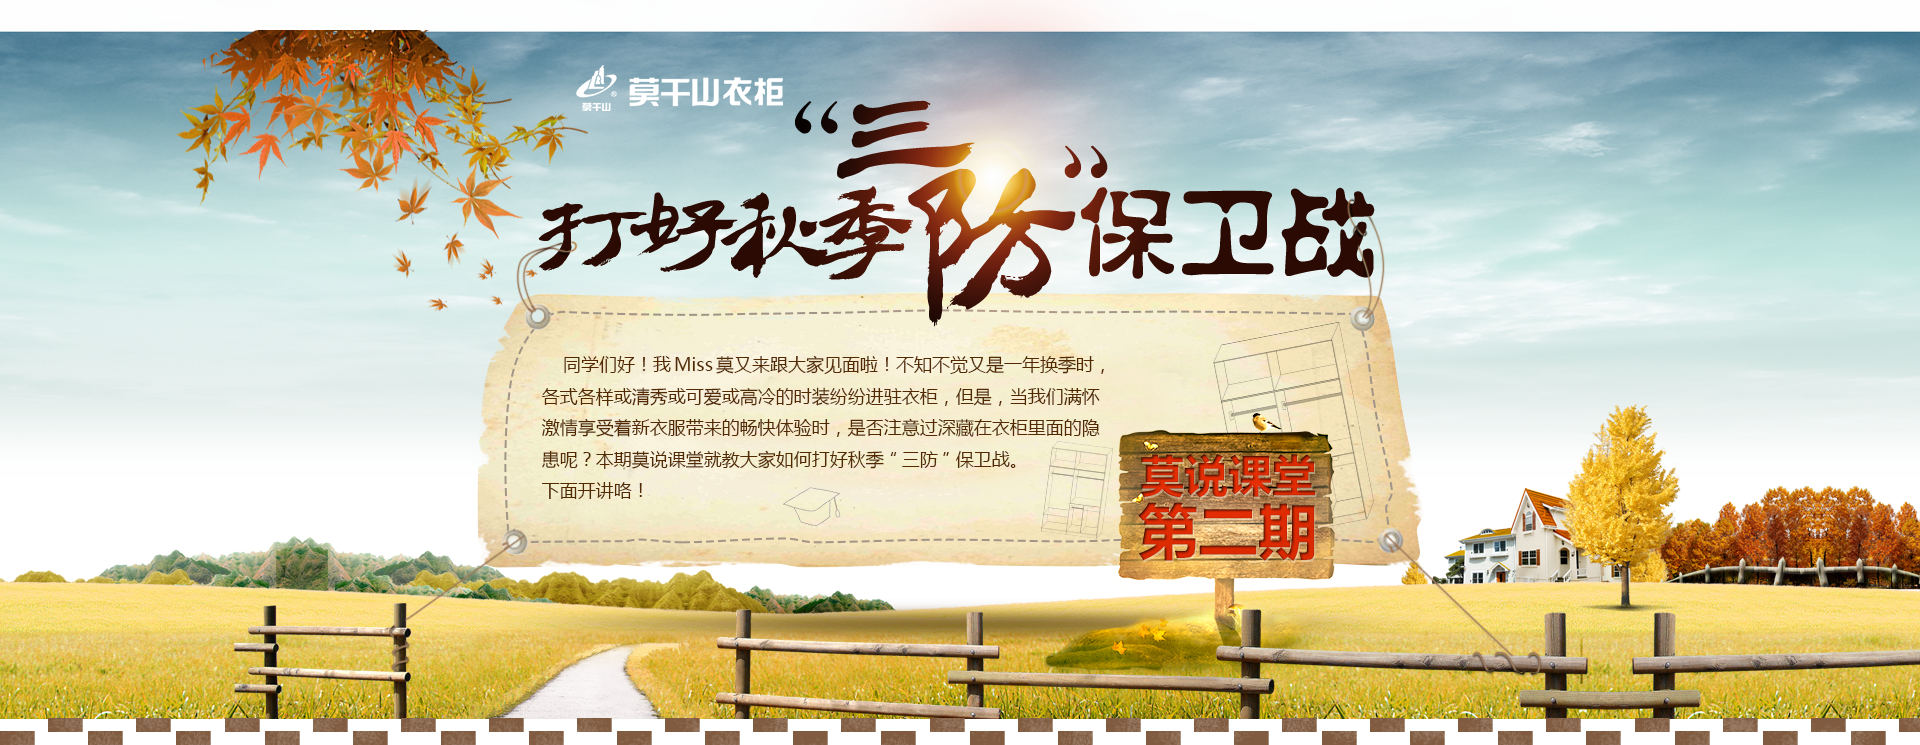 莫干山® 莫干山衣柜
打好秋季“三防”保卫战
同学们好！我Miss莫又来跟大家见面啦！不知不觉又是一年换季时，
各式各样或清秀或可爱或高冷的时装纷纷进驻衣柜，但是，当我们满怀
激情享受着新衣服带来的畅快体验时，是否注意过深藏在衣柜里面的隐
患呢？本期莫说课堂就教大家如何打好秋季“三防”保卫战。
下面开讲咯！
莫说课堂
第二期